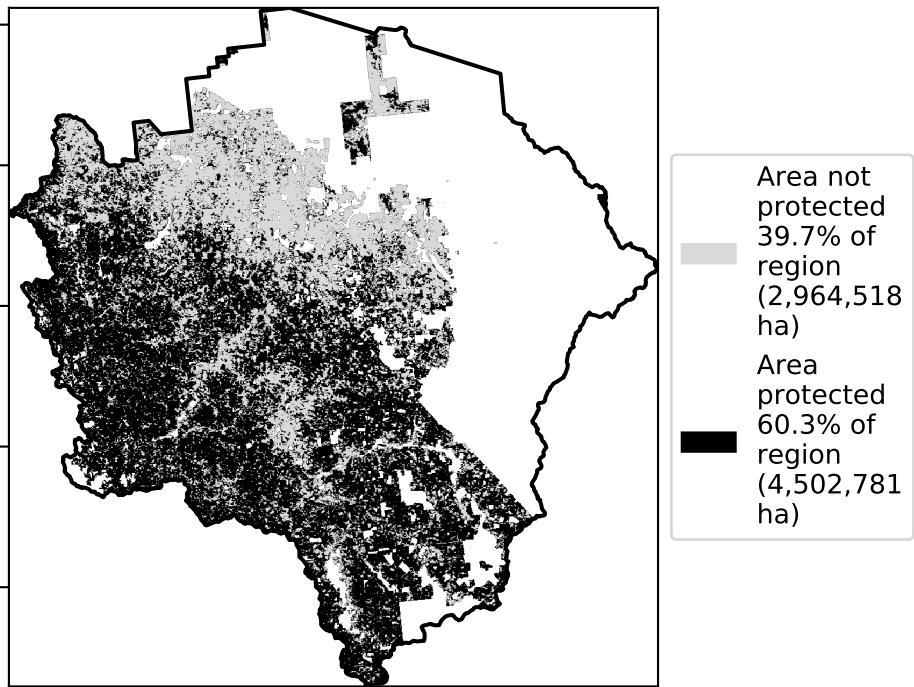 Area not
protected
39.7% of
region
(2,964,518
ha)
Area
protected
60.3% of
region
(4,502,781
ha)